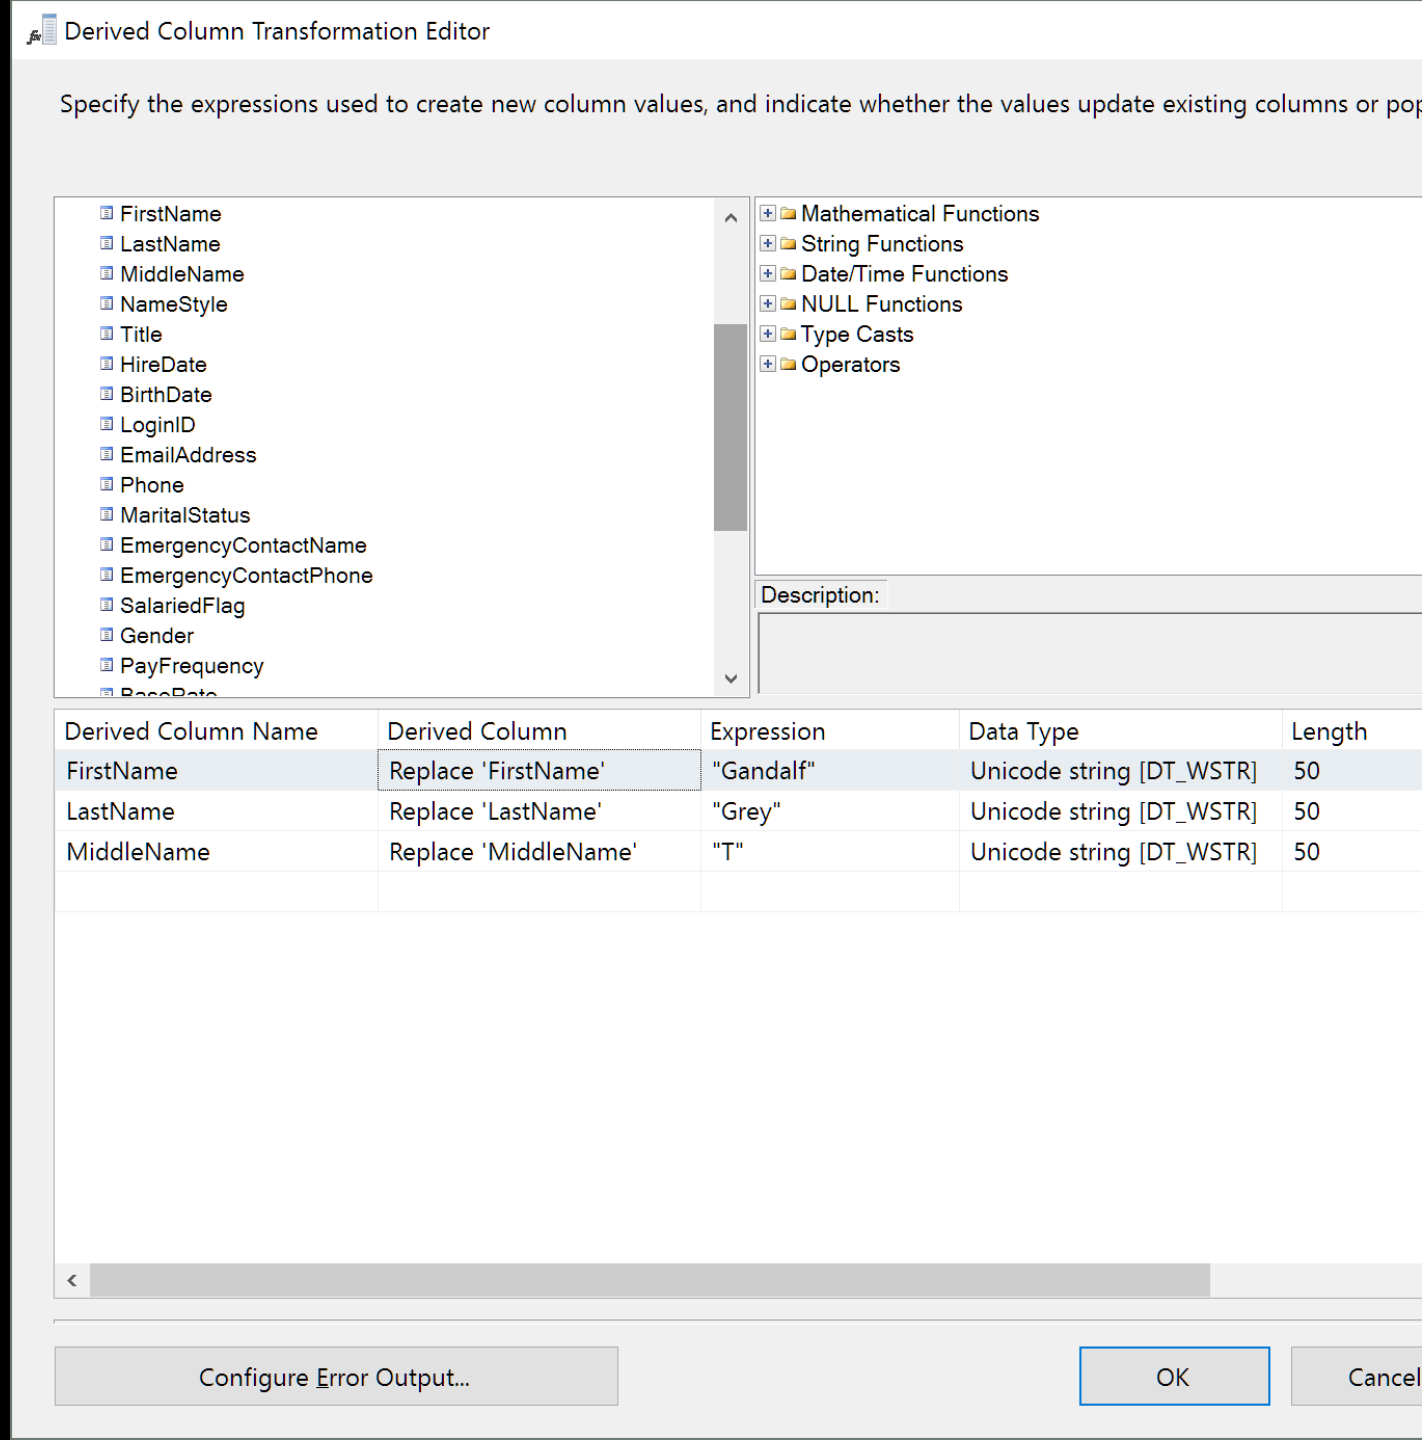 Derived Column Transformation Editor
Specify the expressions used to create new column values, and indicate whether the values update existing columns or pop
FirstName
LastName
MiddleName
NameStyle
Title
HireDate
BirthDate
LoginID
EmailAddress
Phone
MaritalStatus
EmergencyContactName
EmergencyContactPhone
SalariedFlag
Gender
PayFrequency
BaseRate
Mathematical Functions
String Functions
Date/Time Functions
NULL Functions
Type Casts
Operators
Description:
Derived Column Name Derived Column Expression Data Type Length
FirstName Replace 'FirstName' "Gandalf" Unicode string [DT_WSTR] 50
LastName Replace 'LastName' "Grey" Unicode string [DT_WSTR] 50
MiddleName Replace 'MiddleName' "T" Unicode string [DT_WSTR] 50
Configure Error Output... OK Cancel